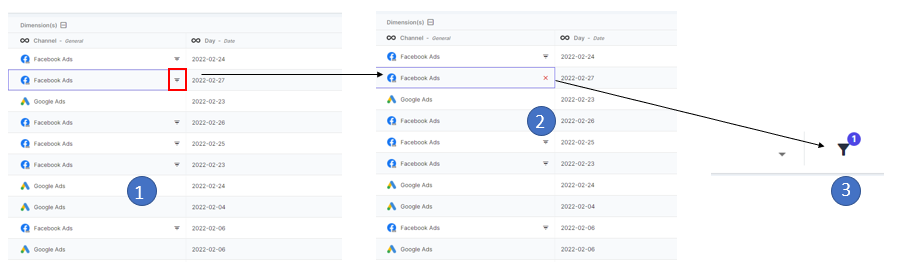 Dimension(s)
Channel - General Day - Date
Facebook Ads 2022-02-24
Facebook Ads 2022-02-27
Google Ads 2022-02-23
Facebook Ads 2022-02-26
Facebook Ads 2022-02-25
Facebook Ads 2022-02-23
Google Ads 2022-02-24
1
Google Ads 2022-02-04
Facebook Ads 2022-02-06
Google Ads 2022-02-06
Dimension(s)
Channel - General Day - Date
Facebook Ads 2022-02-24
Facebook Ads × 2022-02-27
Google Ads 2022-02-23
Facebook Ads 2022-02-26
2
Facebook Ads 2022-02-25
Facebook Ads 2022-02-23
Google Ads 2022-02-24
Google Ads 2022-02-04
Facebook Ads 2022-02-06
Google Ads 2022-02-06
1
3